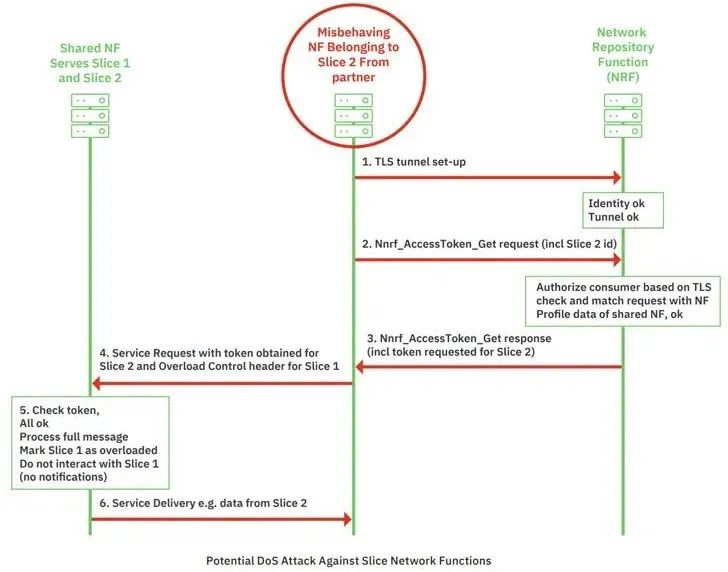 Shared NF
Serves Slice 1
and Slice 2
Misbehaving
NF Belonging to
Slice 2 From
partner
Network
Repository
Function
(NRF)
1. TLS tunnel set-up
Identity ok
Tunnel ok
2. Nnrf_AccessToken_Get request (incl Slice 2 id)
Authorize consumer based on TLS
check and match request with NF
Profile data of shared NF, ok
3. Nnrf_AccessToken_Get response
(incl token requested for Slice 2)
4. Service Request with token obtained for
Slice 2 and Overload Control header for Slice 1
5. Check token,
All ok
Process full message
Mark Slice 1 as overloaded
Do not interact with Slice 1
(no notifications)
6. Service Delivery e.g. data from Slice 2
Potential DoS Attack Against Slice Network Functions